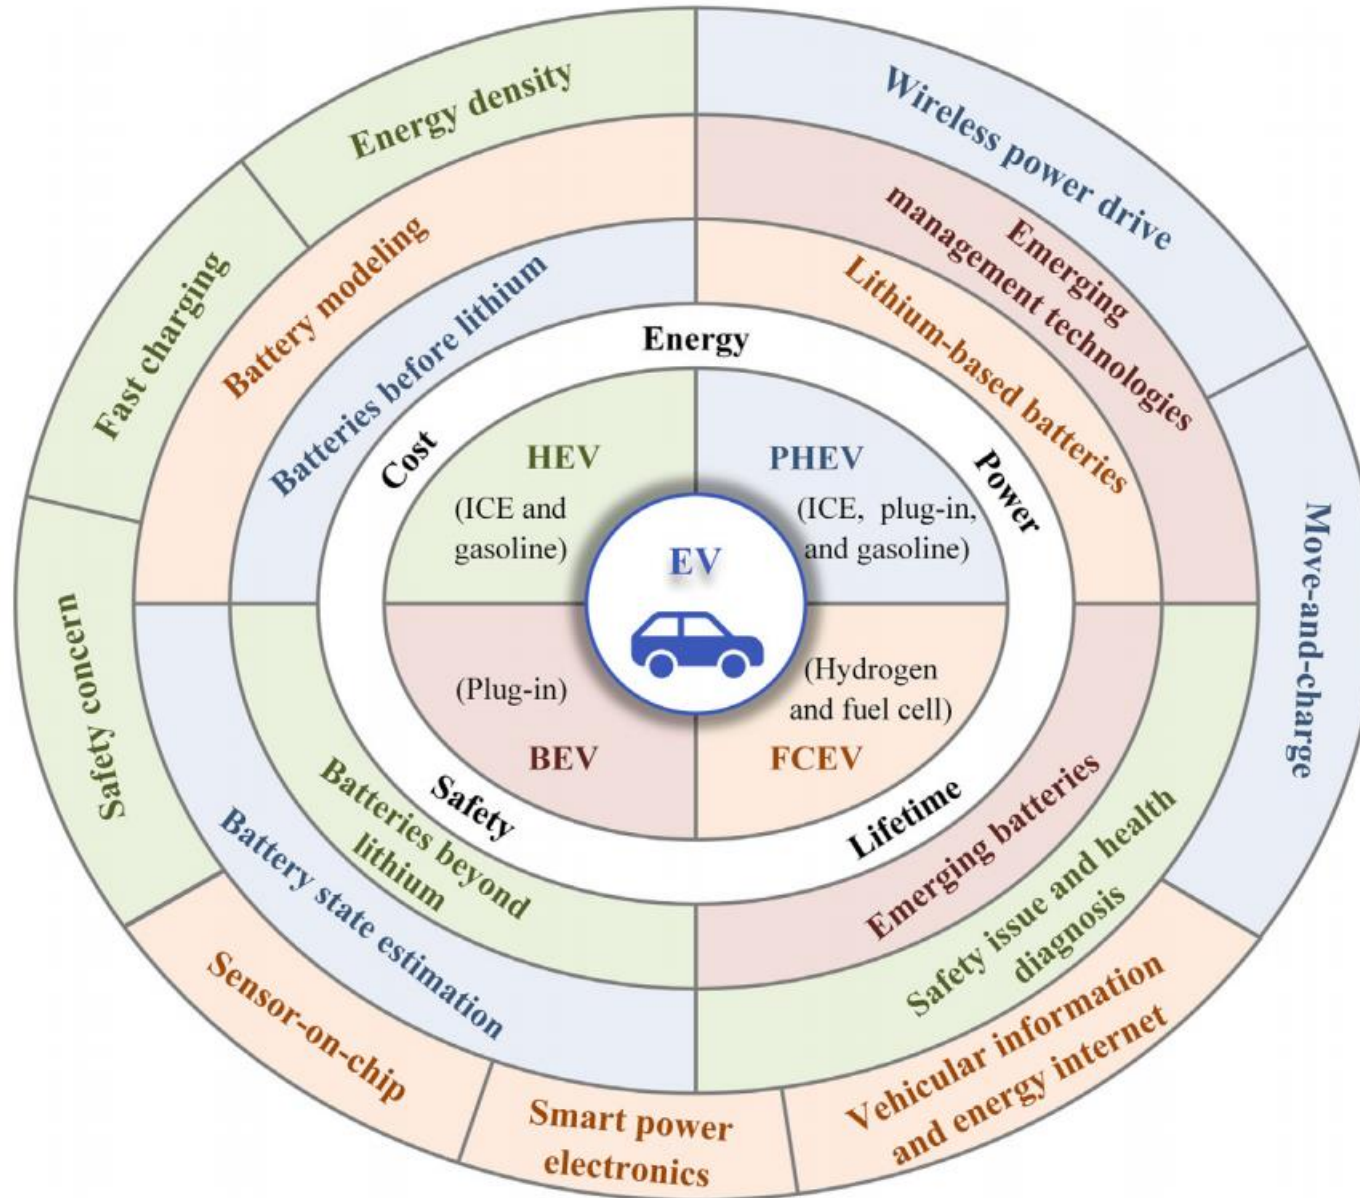 Energy density
Wireless power drive
Fast charging
Battery modeling
Emerging
management technologies
Batteries before lithium
Lithium-based batteries
Energy
Cost
Power
HEV
(ICE and
gasoline)
PHEV
(ICE, plug-in,
and gasoline)
EV
Move-and-charge
Safety concern
(Plug-in)
BEV
(Hydrogen
and fuel cell)
FCEV
Safety
Lifetime
Batteries beyond
lithium
Emerging batteries
Battery state estimation
Safety issue and health
diagnosis
Sensor-on-chip
Smart power
electronics
Vehicular information
and energy internet